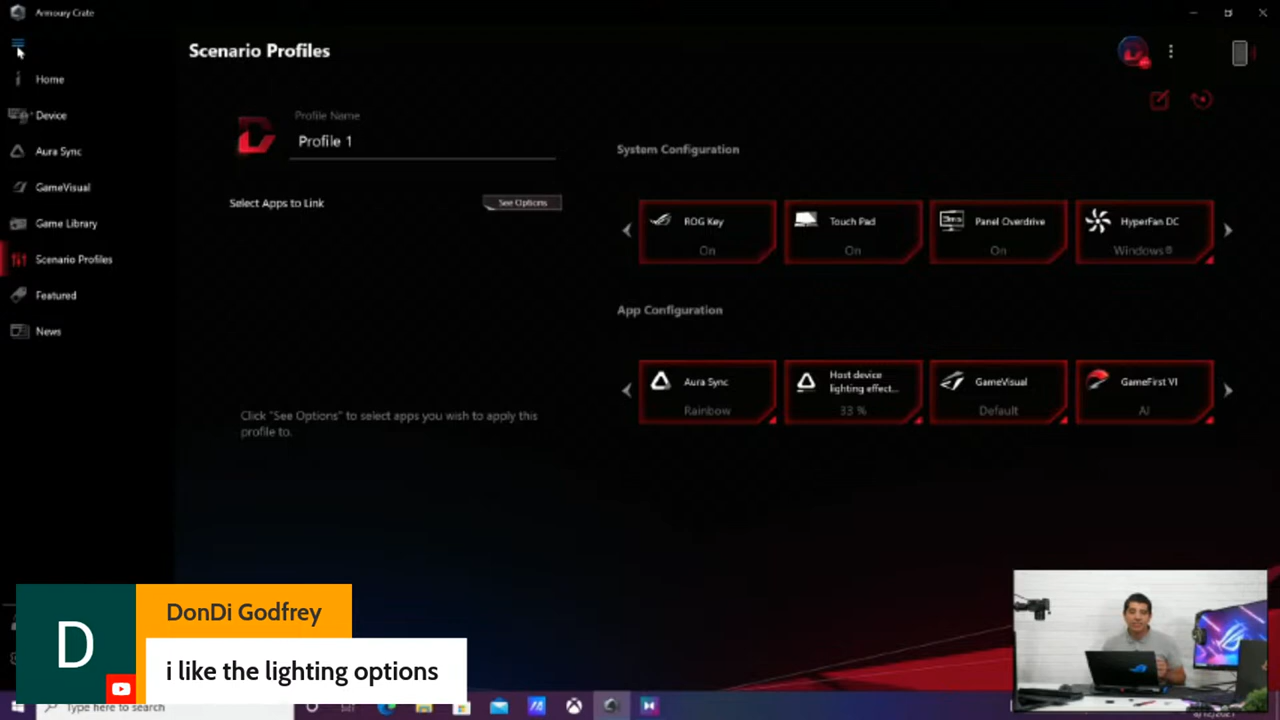 Armoury Crate
Scenario Profiles
Home
Device
Aura Sync
GameVisual
Game Library
Scenario Profiles
Featured
News
Profile Name
Profile 1
Select Apps to Link
See Options
Click "See Options" to select apps you wish to apply this
profile to.
System Configuration
ROG Key
On
Touch Pad
On
3ms
Panel Overdrive
On
HyperFan DC
Windows®
App Configuration
Aura Sync
Rainbow
Host device
lighting effect...
33 %
GameVisual
Default
GameFirst VI
AI
D
DonDi Godfrey
i like the lighting options
Type here to search